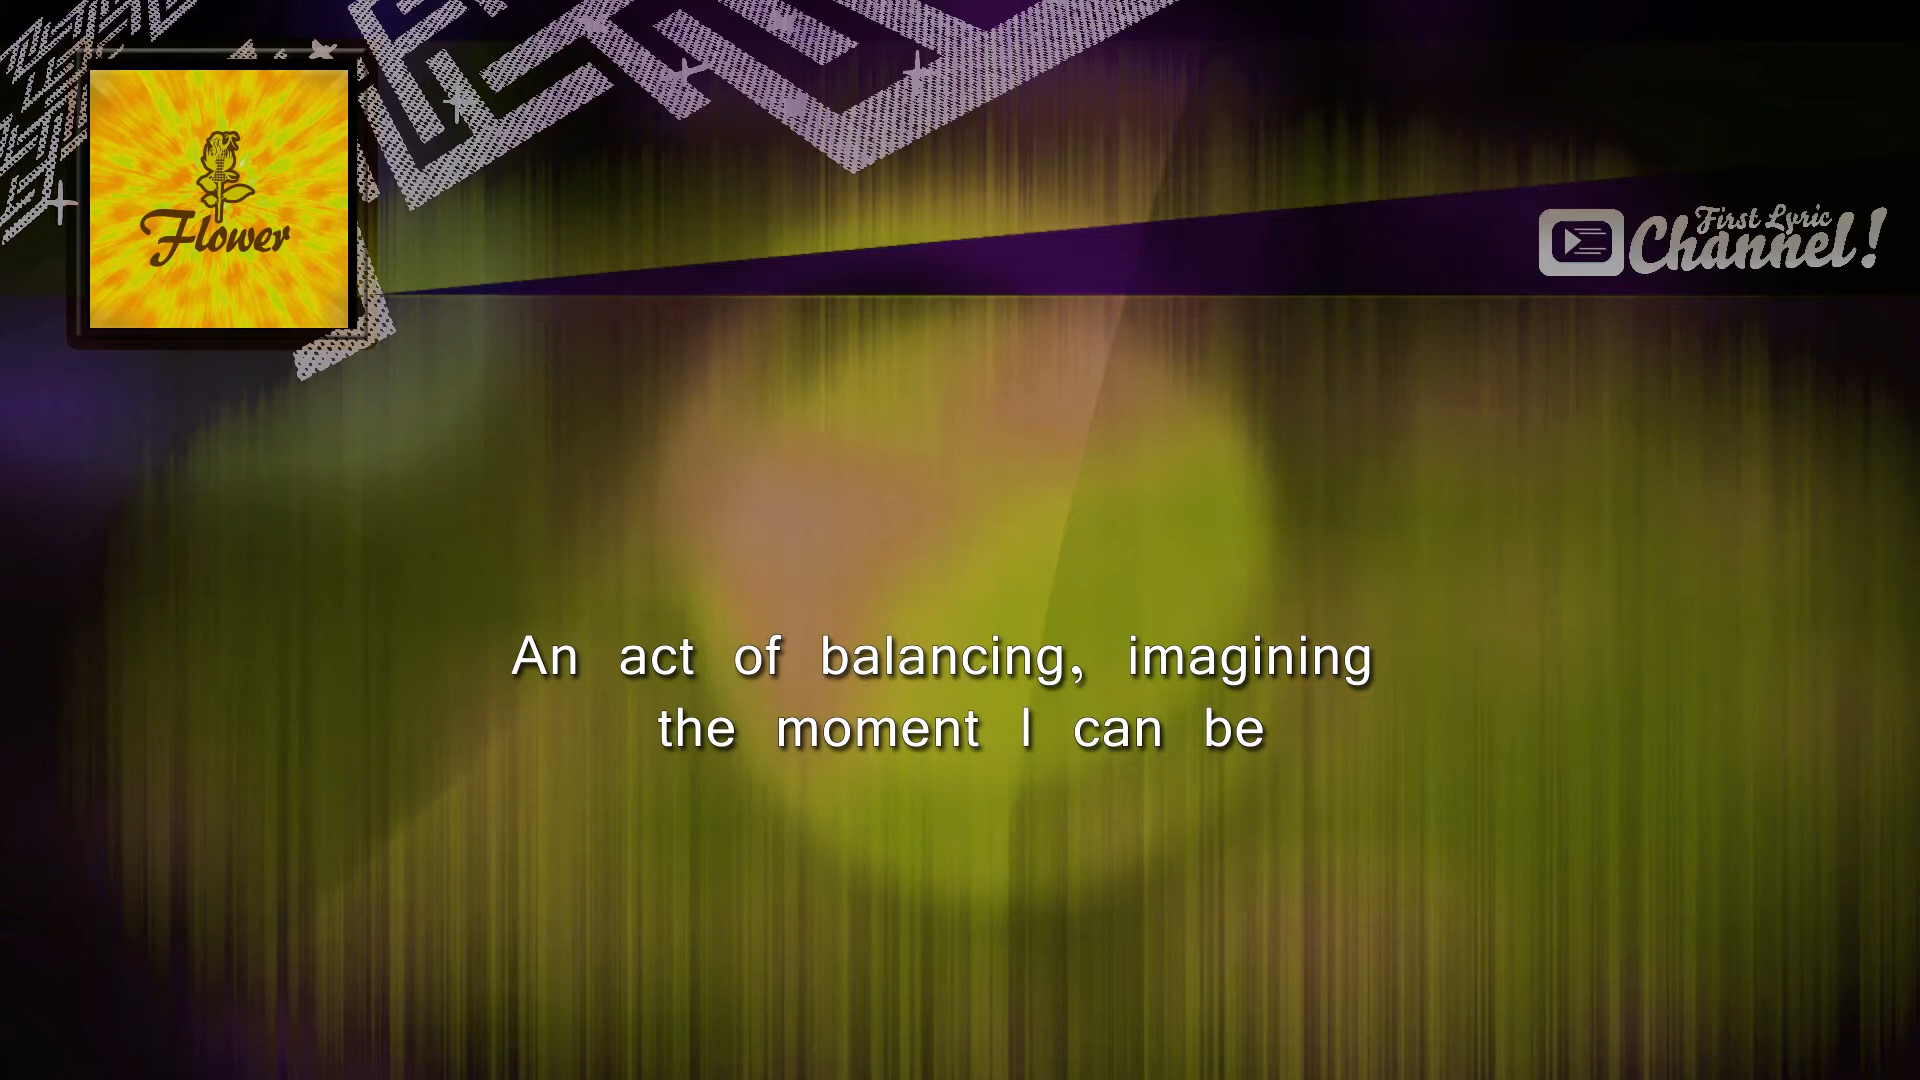 Flower
First Lyric
Channel!
An act of balancing, imagining
the moment I can be